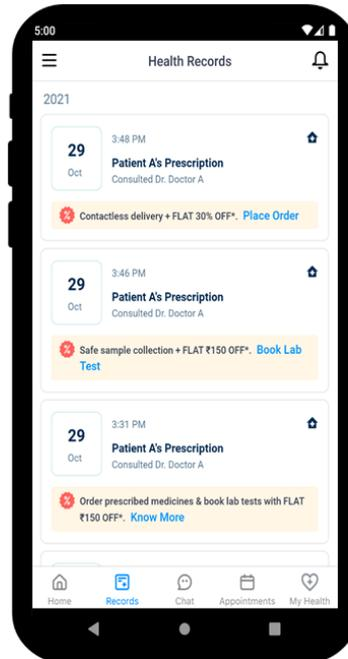 5:00
Health Records
2021
29
Oct
3:48 PM
Patient A's Prescription
Consulted Dr. Doctor A
Contactless delivery + FLAT 30% OFF*. Place Order
29
Oct
3:46 PM
Patient A's Prescription
Consulted Dr. Doctor A
Safe sample collection + FLAT ₹150 OFF*. Book Lab
Test
29
Oct
3:31 PM
Patient A's Prescription
Consulted Dr. Doctor A
Order prescribed medicines & book lab tests with FLAT
₹150 OFF*. Know More
Home
Records
Chat
Appointments
My Health